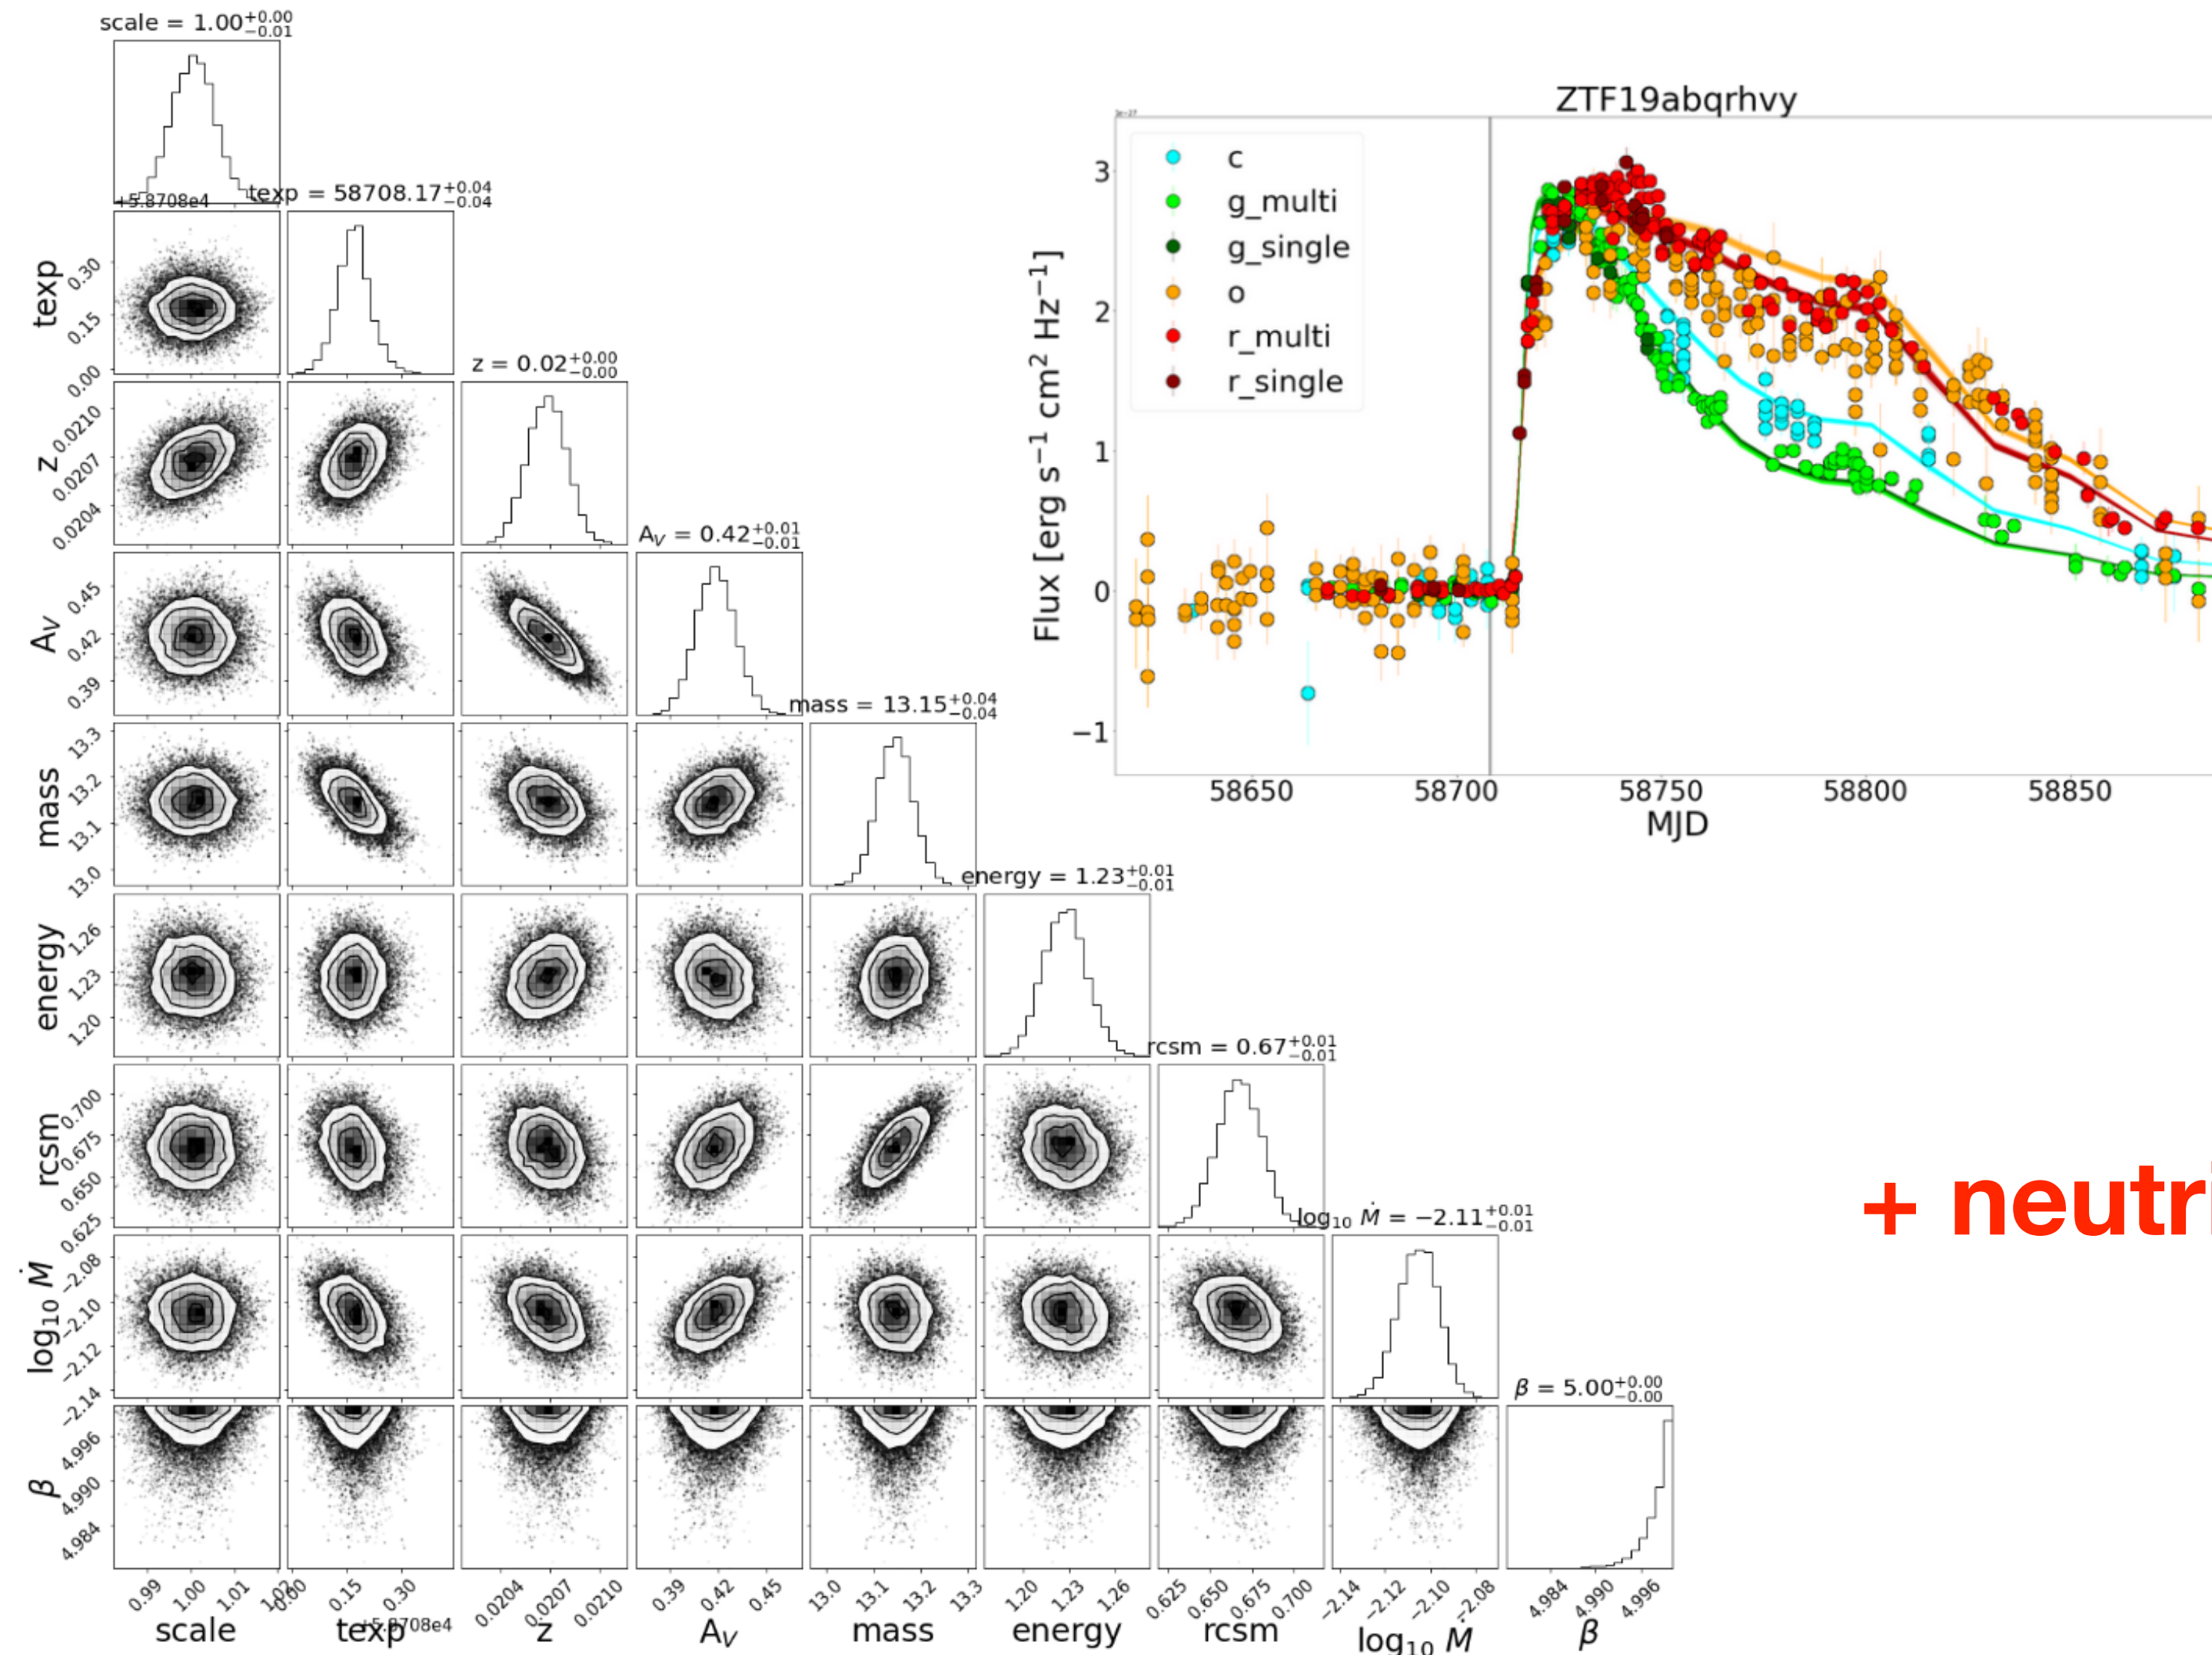 scale = 1.00 +0.00 −0.01
+5.8708e4
texp = 58708.17 +0.04 −0.04
texp
0.30
0.15
0.00
z = 0.02 +0.00 −0.00
z
0.0210
0.0207
0.0204
A_V = 0.42 +0.01 −0.01
A_V
0.45
0.42
0.39
mass = 13.15 +0.04 −0.04
mass
13.3
13.2
13.1
13.0
energy = 1.23 +0.01 −0.01
energy
1.26
1.23
1.20
rcsm = 0.67 +0.01 −0.01
rcsm
0.700
0.675
0.650
0.625
log₁₀ Ṁ = −2.11 +0.01 −0.01
log₁₀ Ṁ
−2.08
−2.10
−2.12
−2.14
β = 5.00 +0.00 −0.00
β
4.996
4.990
4.984
0.99 1.00 1.01 1.02
0.00 0.15 0.30
0.0204 0.0207 0.0210
0.39 0.42 0.45
13.0 13.1 13.2 13.3
1.20 1.23 1.26
0.625 0.650 0.675 0.700
−2.14 −2.12 −2.10 −2.08
4.984 4.990 4.996
+5.8708e4
scale texp z A_V mass energy rcsm log₁₀ Ṁ β
ZTF19abqrhvy
1e−27
c
g_multi
g_single
o
r_multi
r_single
Flux [erg s⁻¹ cm² Hz⁻¹]
3
2
1
0
−1
58650 58700 58750 58800 58850
MJD
+ neutri